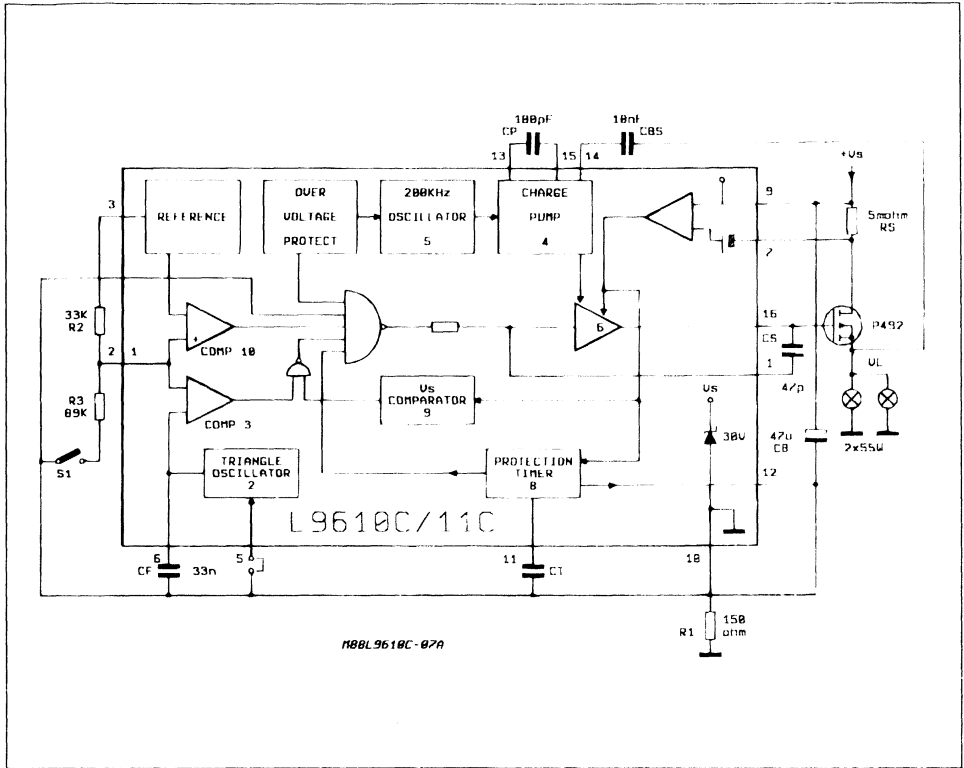 100pF
CP
10nF
CBS
13
15
14
+Vs
3
REFERENCE
OVER
VOLTAGE
PROTECT
200KHz
OSCILLATOR
5
CHARGE
PUMP
4
9
5mohm
RS
7
33K
R2
+
COMP 10
6
16
P492
CS
2
1
1
47p
VL
R3
89K
COMP 3
Vs
COMPARATOR
9
Vs
30V
47u
CB
2x55W
S1
TRIANGLE
OSCILLATOR
2
PROTECTION
TIMER
8
12
L9610C/11C
6
5
11
10
CF
33n
CT
R1
150
ohm
M88L9610C-07A